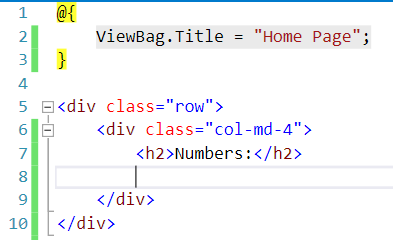 1 @{
2 ViewBag.Title = "Home Page";
3 }
4
5 <div class="row">
6 <div class="col-md-4">
7 <h2>Numbers:</h2>
8
9 </div>
10 </div>